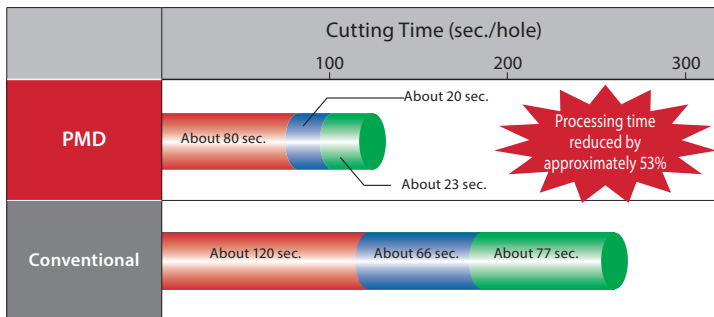 Cutting Time (sec./hole)
100 200 300
PMD
About 80 sec.
About 20 sec.
About 23 sec.
Processing time
reduced by
approximately 53%
Conventional
About 120 sec.
About 66 sec.
About 77 sec.